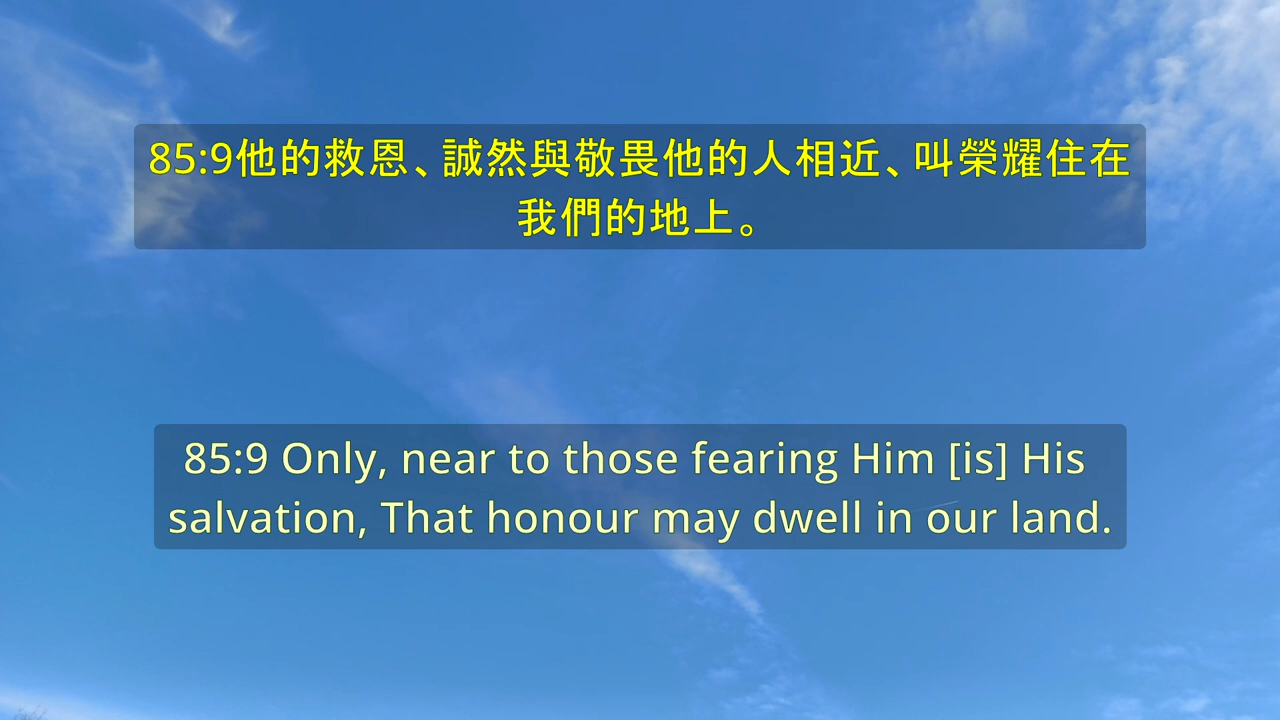 85:9他的救恩、誠然與敬畏他的人相近、叫榮耀住在
我們的地上。
85:9 Only, near to those fearing Him [is] His
salvation, That honour may dwell in our land.